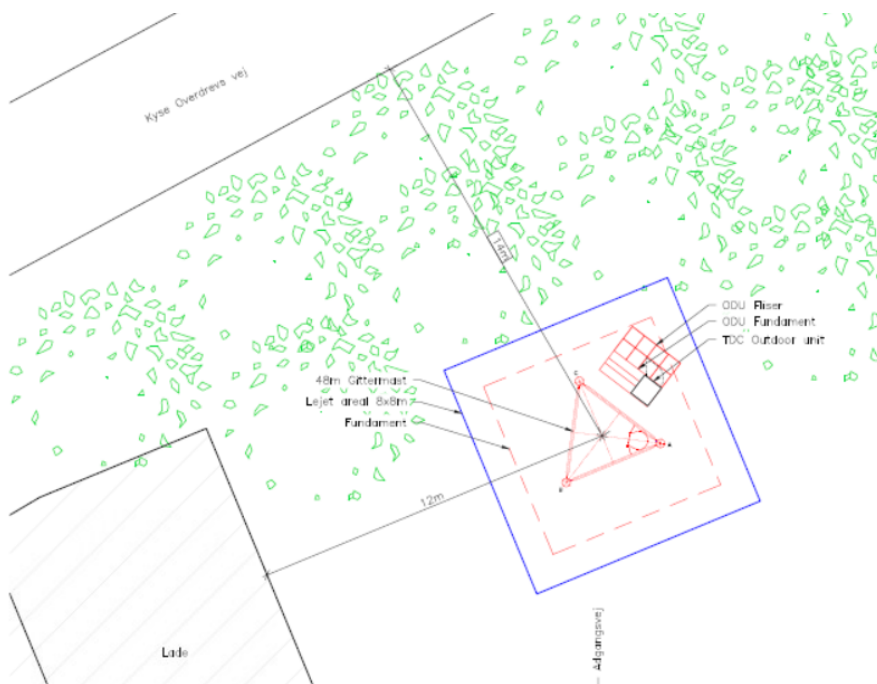 Kyse Overdrevs vej
14m
ODU Fliser
ODU Fundament
TDC Outdoor unit
48m Gittermast
Lejet areal 8x8m
Fundament
C
A
B
12m
Lade
Adgangsvej